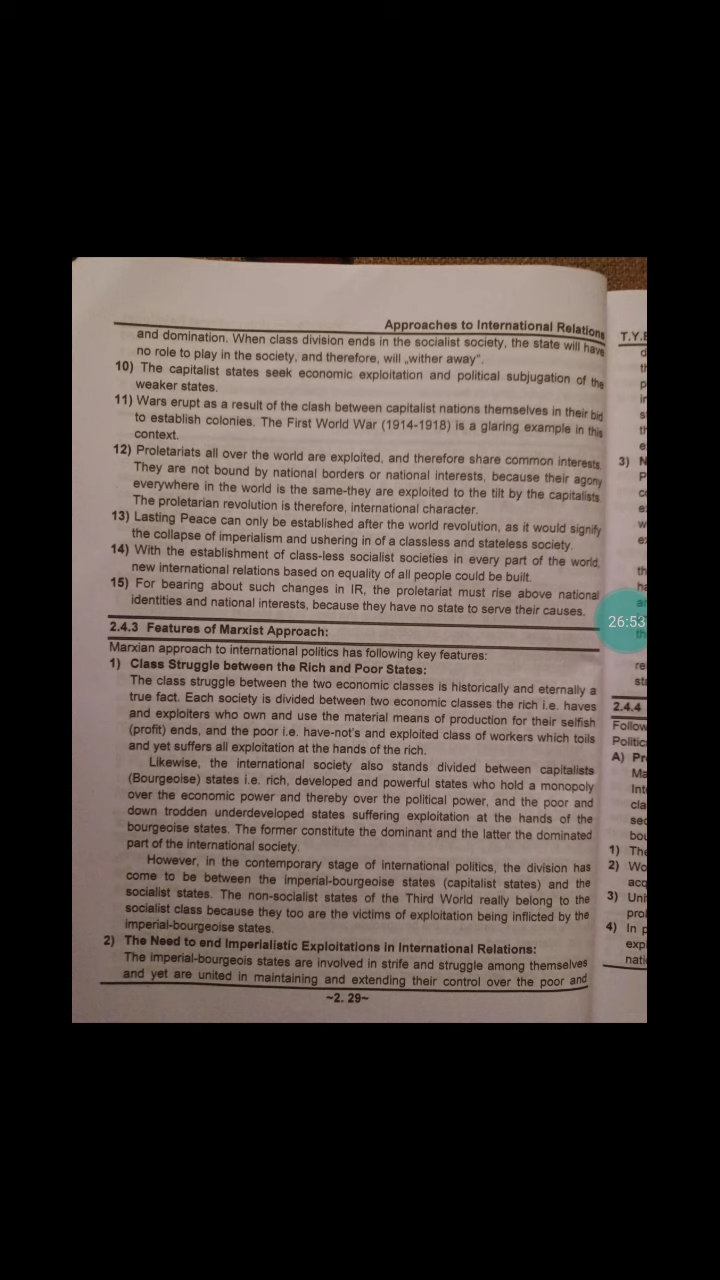 Approaches to International Relations
and domination. When class division ends in the socialist society, the state will have
no role to play in the society, and therefore, will „wither away".
10) The capitalist states seek economic exploitation and political subjugation of the
weaker states.
11) Wars erupt as a result of the clash between capitalist nations themselves in their bid
to establish colonies. The First World War (1914-1918) is a glaring example in this
context.
12) Proletariats all over the world are exploited, and therefore share common interests.
They are not bound by national borders or national interests, because their agony
everywhere in the world is the same-they are exploited to the tilt by the capitalists.
The proletarian revolution is therefore, international character.
13) Lasting Peace can only be established after the world revolution, as it would signify
the collapse of imperialism and ushering in of a classless and stateless society.
14) With the establishment of class-less socialist societies in every part of the world,
new international relations based on equality of all people could be built.
15) For bearing about such changes in IR, the proletariat must rise above national
identities and national interests, because they have no state to serve their causes.
2.4.3 Features of Marxist Approach:
Marxian approach to international politics has following key features:
1) Class Struggle between the Rich and Poor States:
The class struggle between the two economic classes is historically and eternally a
true fact. Each society is divided between two economic classes the rich i.e. haves
and exploiters who own and use the material means of production for their selfish
(profit) ends, and the poor i.e. have-not's and exploited class of workers which toils
and yet suffers all exploitation at the hands of the rich.
Likewise, the international society also stands divided between capitalists
(Bourgeoise) states i.e. rich, developed and powerful states who hold a monopoly
over the economic power and thereby over the political power, and the poor and
down trodden underdeveloped states suffering exploitation at the hands of the
bourgeoise states. The former constitute the dominant and the latter the dominated
part of the international society.
However, in the contemporary stage of international politics, the division has
come to be between the imperial-bourgeoise states (capitalist states) and the
socialist states. The non-socialist states of the Third World really belong to the
socialist class because they too are the victims of exploitation being inflicted by the
imperial-bourgeoise states.
2) The Need to end Imperialistic Exploitations in International Relations:
The imperial-bourgeois states are involved in strife and struggle among themselves
and yet are united in maintaining and extending their control over the poor and
~2. 29~
26:53
T.Y.
3)
2.4.4
Follow
Politic
A)
1) The
2)
3)
4)